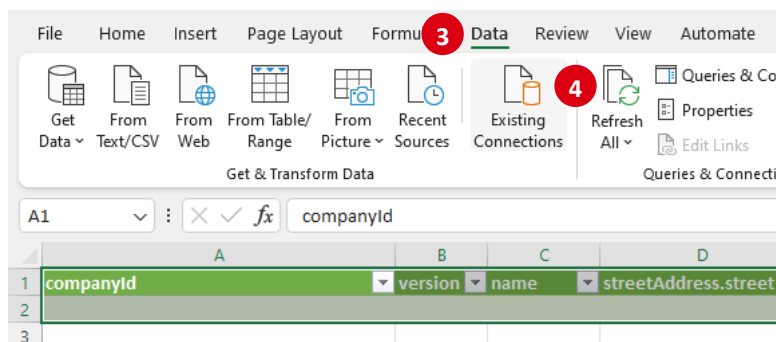 File Home Insert Page Layout Formu 3 Data Review View Automate
Get Data From Text/CSV From Web From Table/ Range From Picture Recent Sources Existing Connections 4 Refresh All
Queries & Co
Properties
Edit Links
Get & Transform Data Queries & Connecti
A1 fx companyId
A B C D
1 companyId version name streetAddress.street
2
3